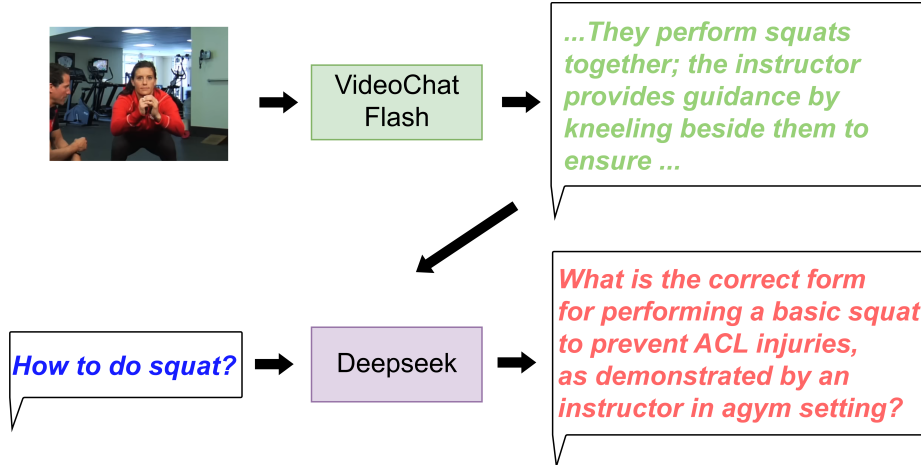 VideoChat
Flash
...They perform squats
together; the instructor
provides guidance by
kneeling beside them to
ensure ...
How to do squat?
Deepseek
What is the correct form
for performing a basic squat
to prevent ACL injuries,
as demonstrated by an
instructor in agym setting?